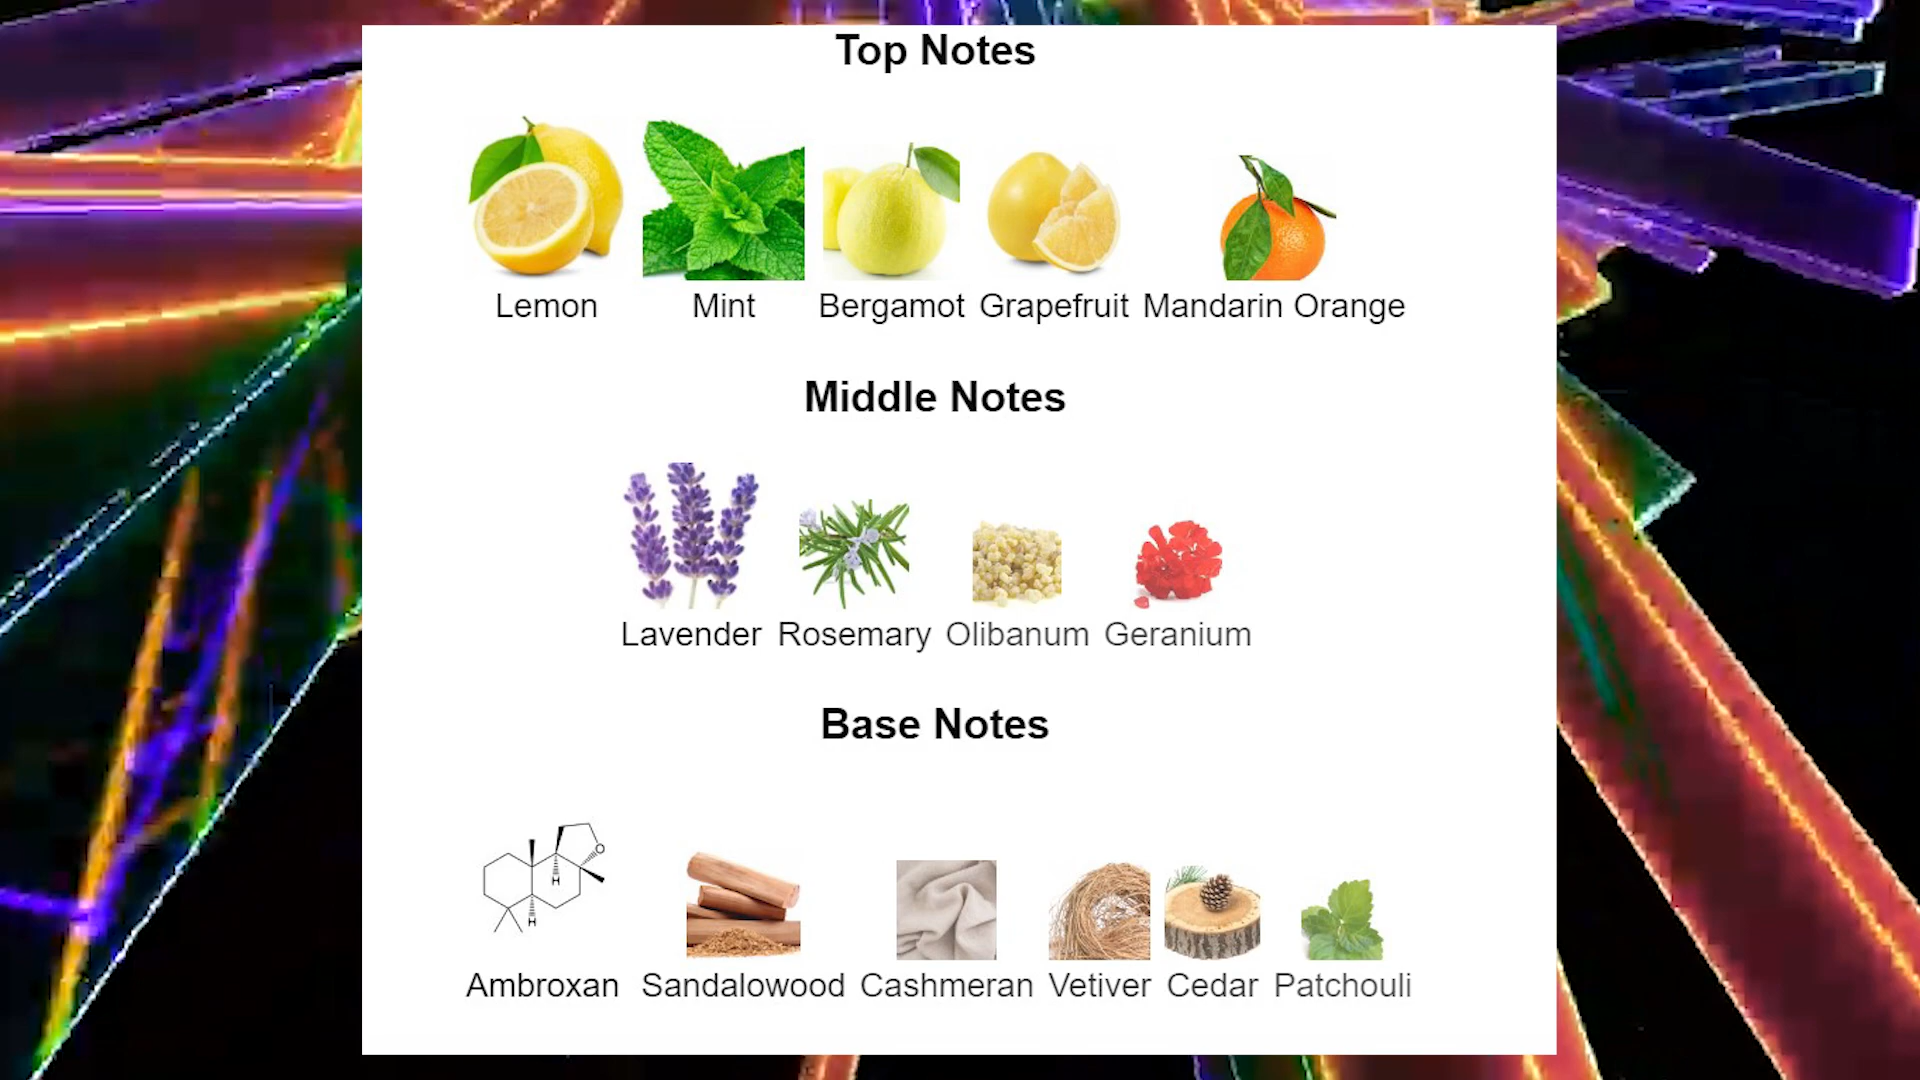 Top Notes
Lemon Mint Bergamot Grapefruit Mandarin Orange
Middle Notes
Lavender Rosemary Olibanum Geranium
Base Notes
O
H
H
Ambroxan Sandalowood Cashmeran Vetiver Cedar Patchouli